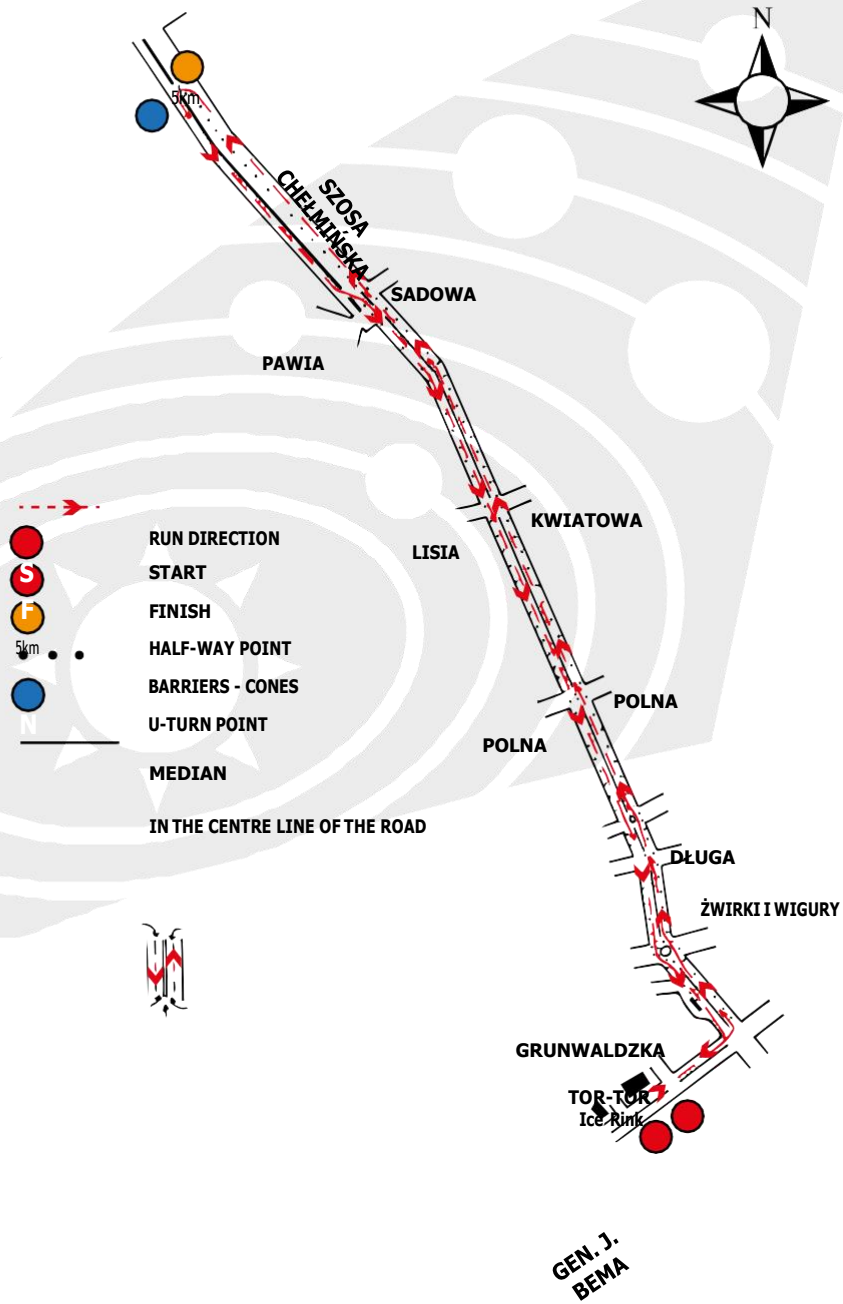 N
5km
SZOSA
CHEŁMIŃSKA
SADOWA
PAWIA
KWIATOWA
LISIA
RUN DIRECTION
S
START
F
FINISH
5km
HALF-WAY POINT
BARRIERS - CONES
N
U-TURN POINT
MEDIAN
IN THE CENTRE LINE OF THE ROAD
POLNA
POLNA
DŁUGA
ŻWIRKI I WIGURY
GRUNWALDZKA
TOR-TOR
Ice Rink
GEN. J.
BEMA